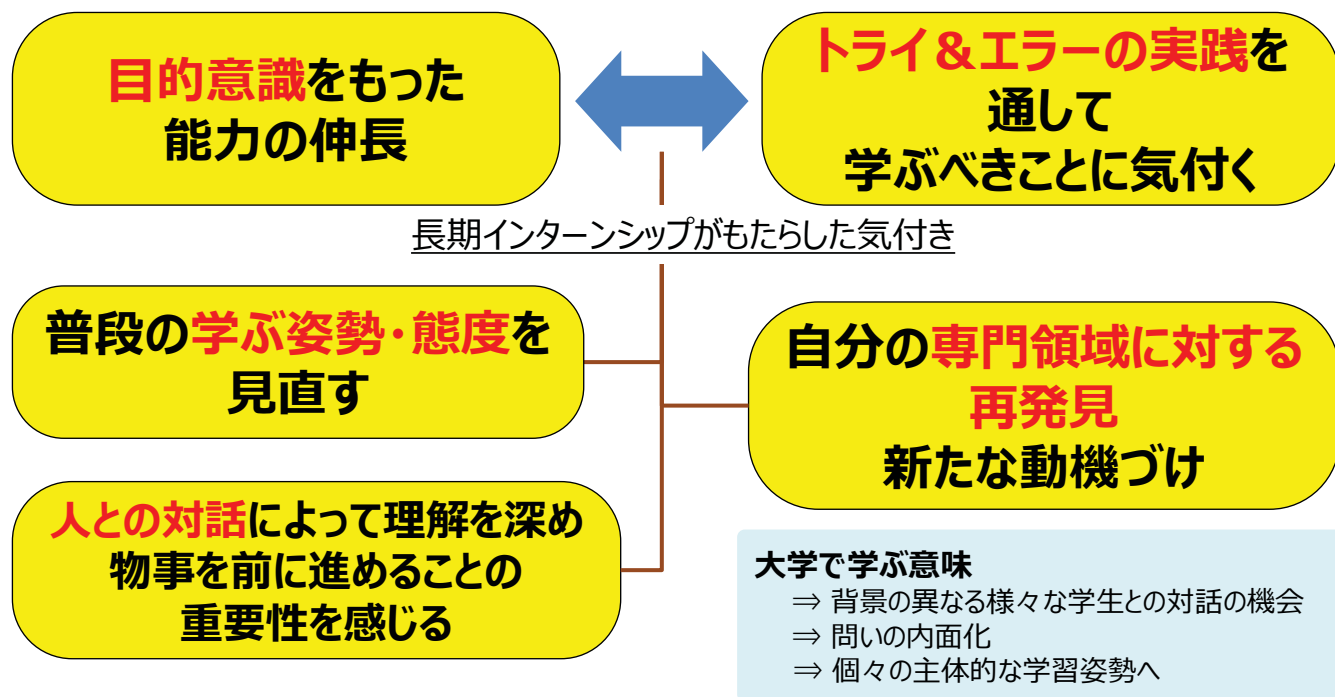 目的意識をもった
能力の伸長
トライ＆エラーの実践を
通して
学ぶべきことに気付く
長期インターンシップがもたらした気付き
普段の学ぶ姿勢・態度を
見直す
自分の専門領域に対する
再発見
新たな動機づけ
人との対話によって理解を深め
物事を前に進めることの
重要性を感じる
大学で学ぶ意味
⇒ 背景の異なる様々な学生との対話の機会
⇒ 問いの内面化
⇒ 個々の主体的な学習姿勢へ